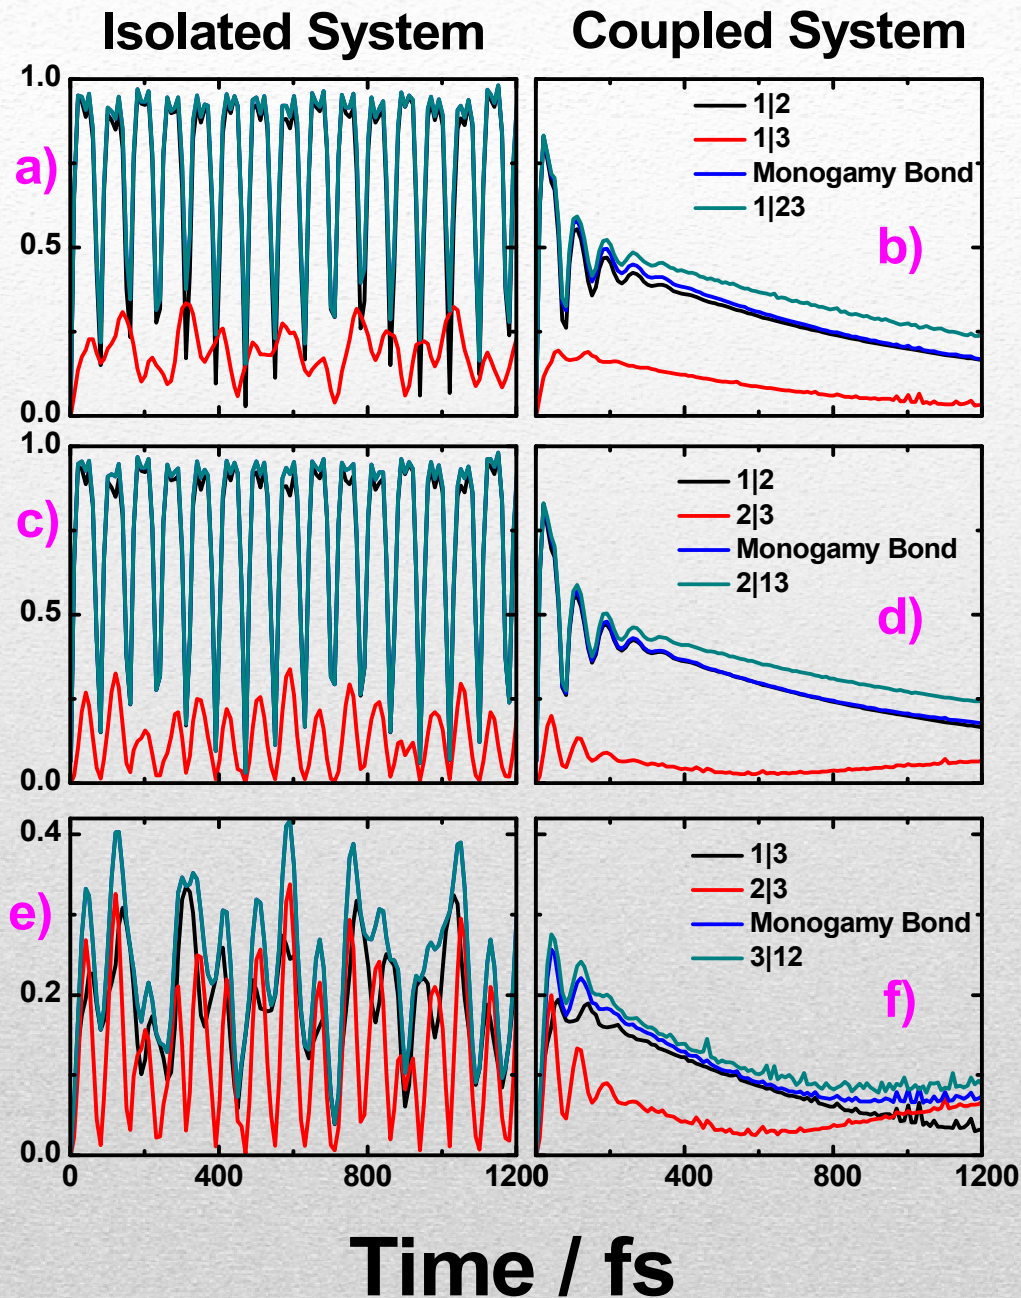 Isolated System
Coupled System
1.0
0.5
0.0
a)
1|2
1|3
Monogamy Bond
1|23
b)
1.0
0.5
0.0
c)
1|2
2|3
Monogamy Bond
2|13
d)
0.4
0.2
0.0
e)
1|3
2|3
Monogamy Bond
3|12
f)
0 400 800 1200
400 800 1200
Time / fs